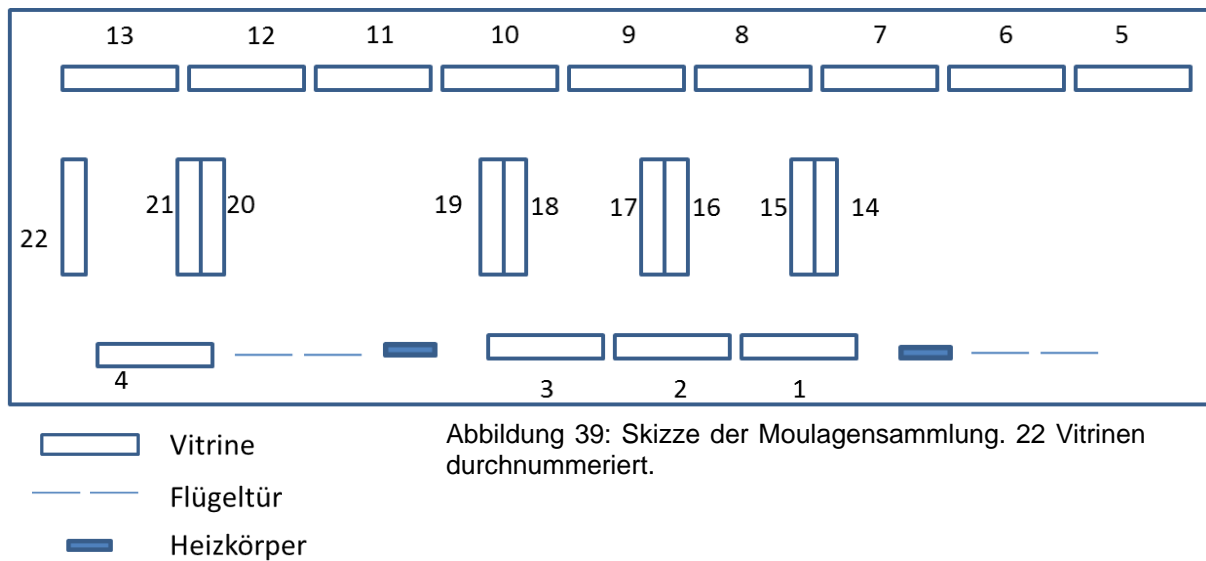 13 12 11 10 9 8 7 6 5
22 21 20 19 18 17 16 15 14
4 3 2 1
Vitrine
Flügeltür
Heizkörper
Abbildung 39: Skizze der Moulagensammlung. 22 Vitrinen
durchnummeriert.